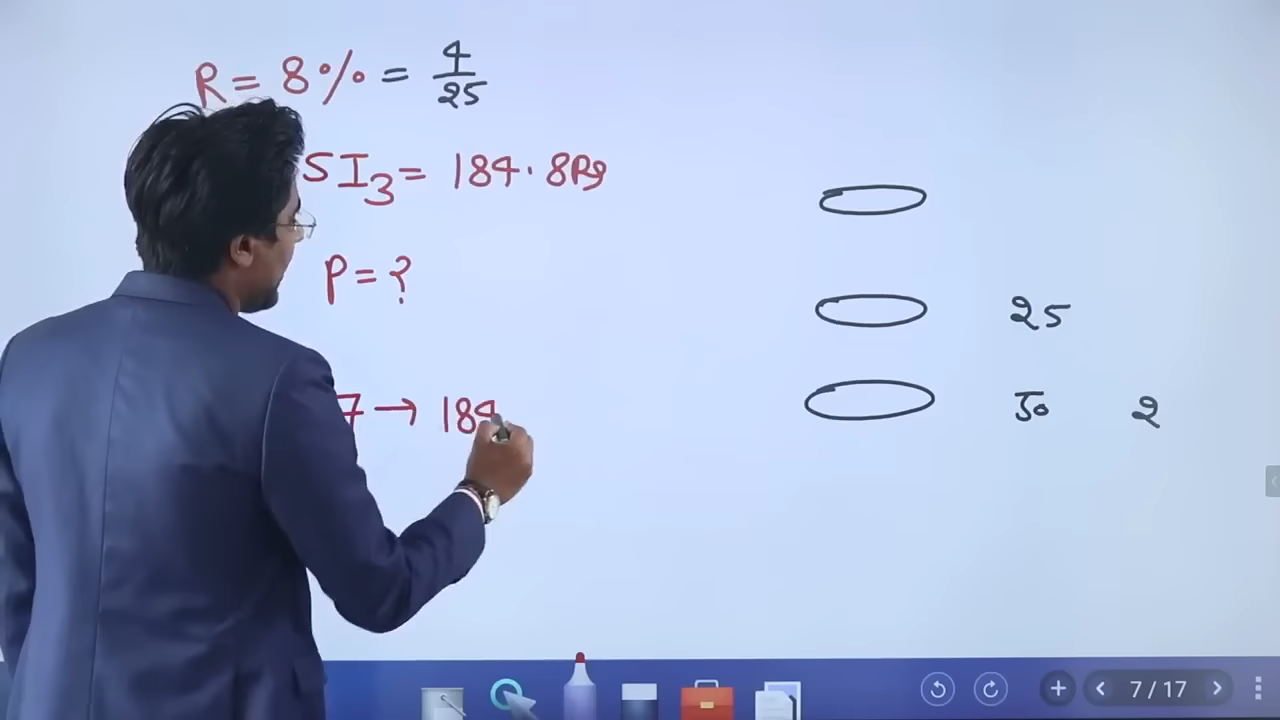 R = 8% = 4/25
SI3 = 184.8Rs
P = ?
25
7 → 184
50 2
7 / 17